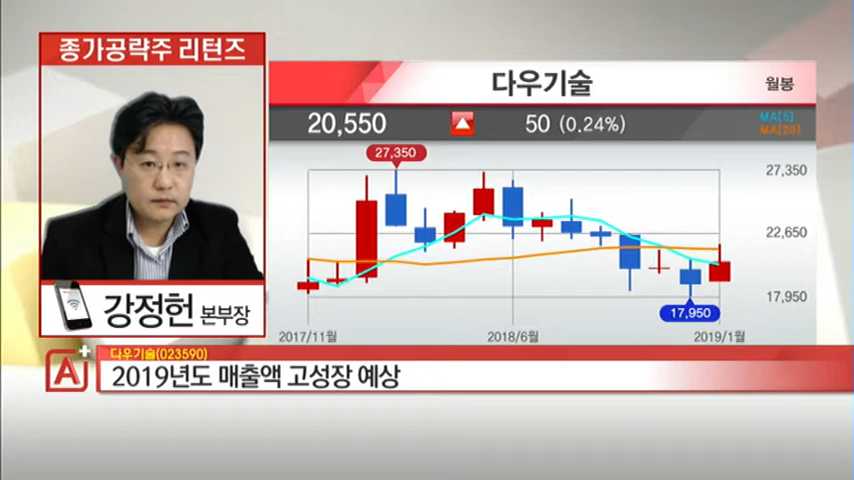 종가공략주 리턴즈
다우기술
월봉
20,550
50 (0.24%)
MA[5]
MA[20]
27,350
27,350
22,650
17,950
17,950
2017/11월
2018/6월
2019/1월
강정헌 본부장
다우기술(023590)
A+
2019년도 매출액 고성장 예상